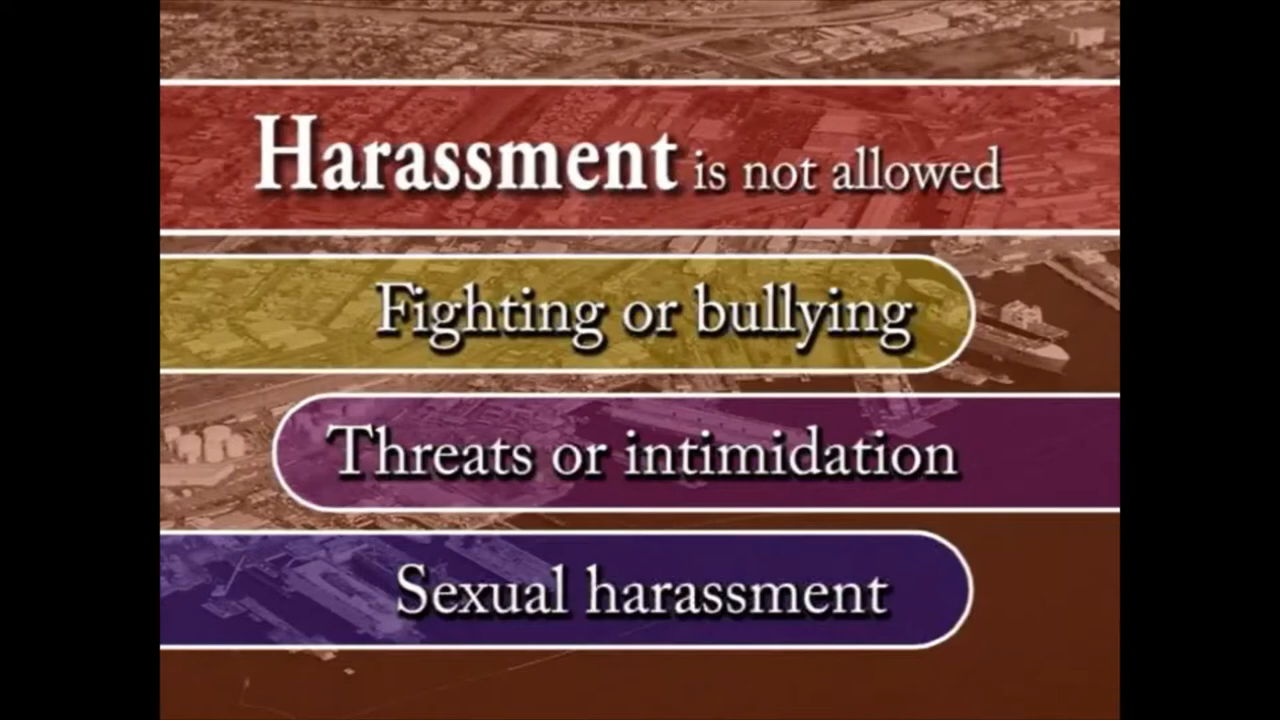 Harassment is not allowed
Fighting or bullying
Threats or intimidation
Sexual harassment